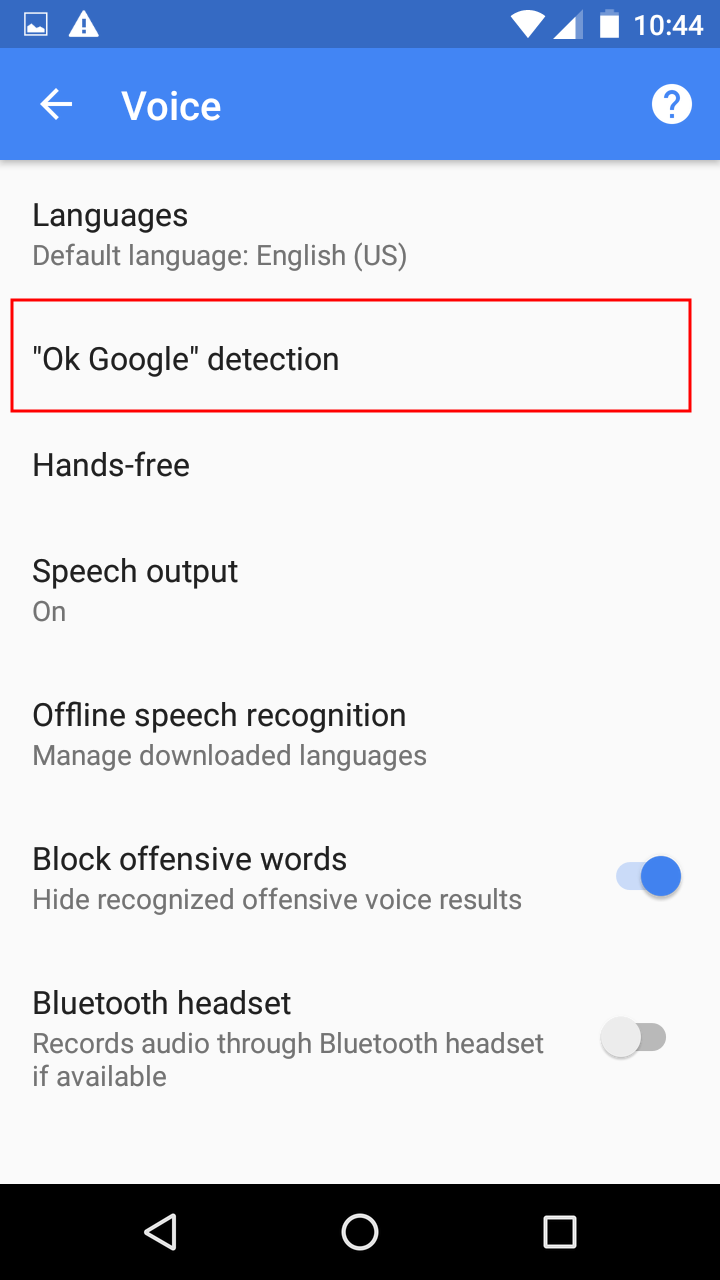 10:44
Voice
Languages
Default language: English (US)
"Ok Google" detection
Hands-free
Speech output
On
Offline speech recognition
Manage downloaded languages
Block offensive words
Hide recognized offensive voice results
Bluetooth headset
Records audio through Bluetooth headset
if available